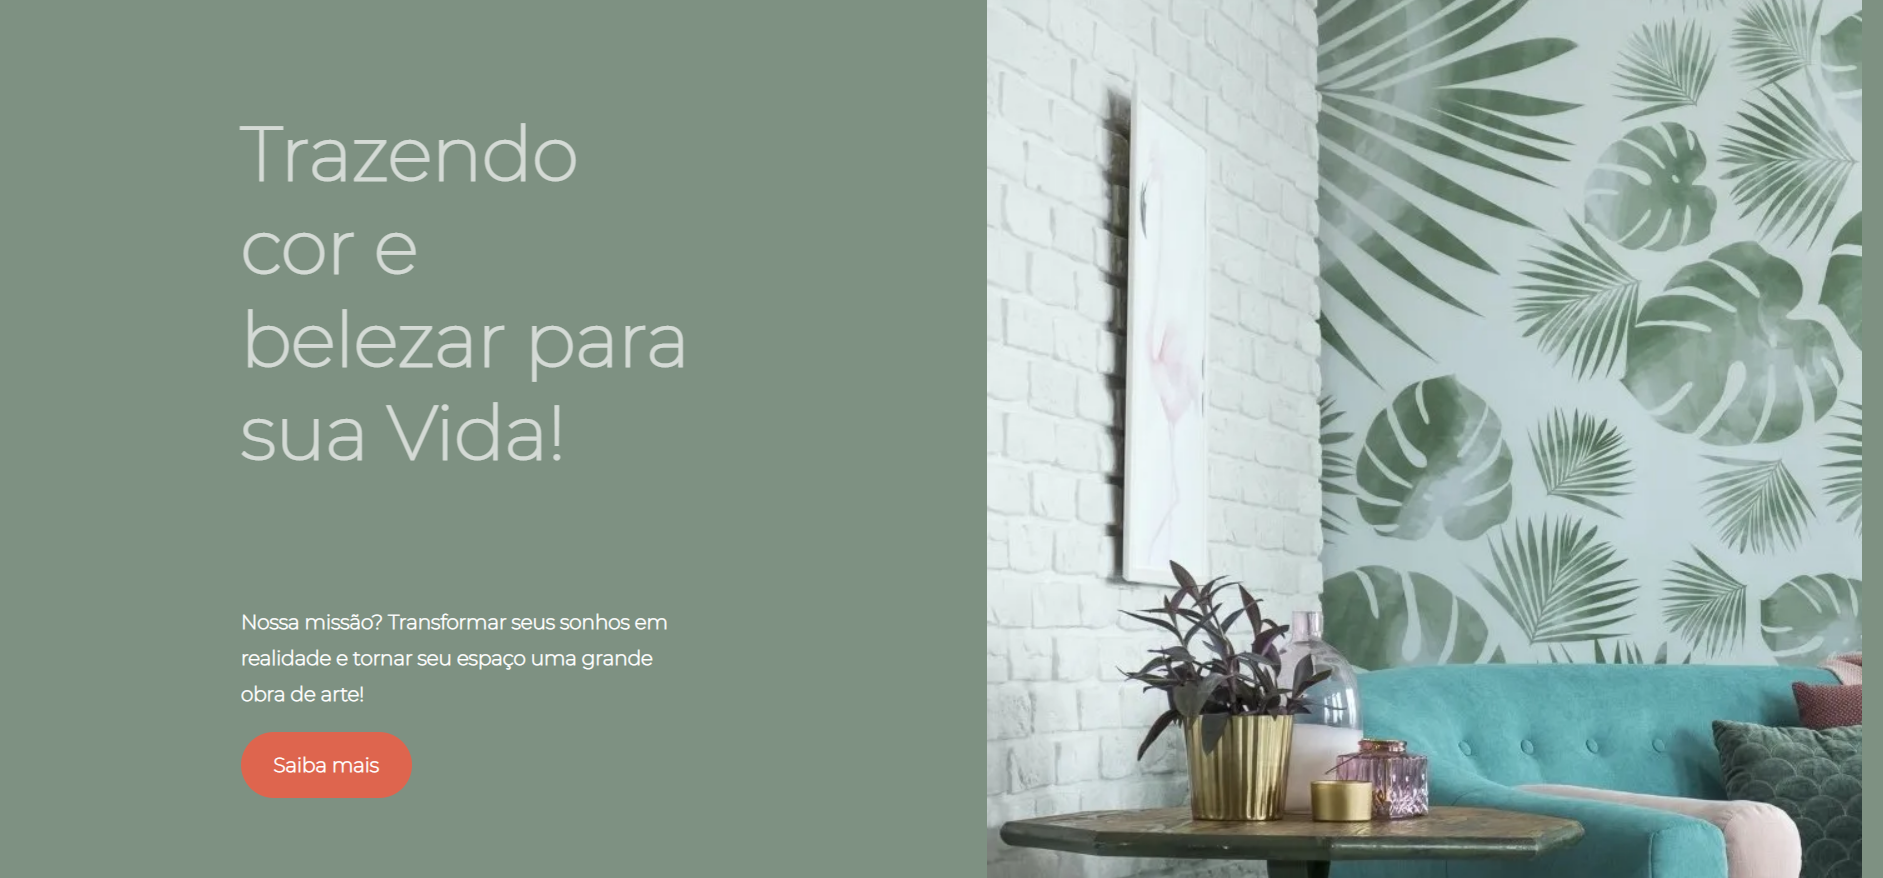 Trazendo
cor e
belezar para
sua Vida!
Nossa missão? Transformar seus sonhos em
realidade e tornar seu espaço uma grande
obra de arte!
Saiba mais